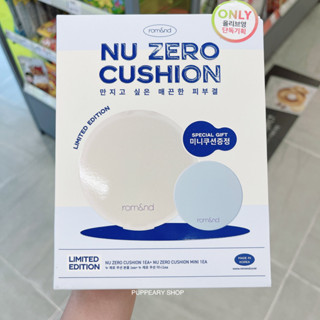 rom&nd
ONLY
올리브영
단독기획
NU ZERO
CUSHION
만지고 싶은 매끈한 피부결
LIMITED EDITION
SPECIAL GIFT
미니쿠션증정
rom&nd
rom&nd
LIMITED
EDITION
NU ZERO CUSHION 1EA+ NU ZERO CUSHION MINI 1EA
MADE IN
KOREA
PUPPEARY SHOP